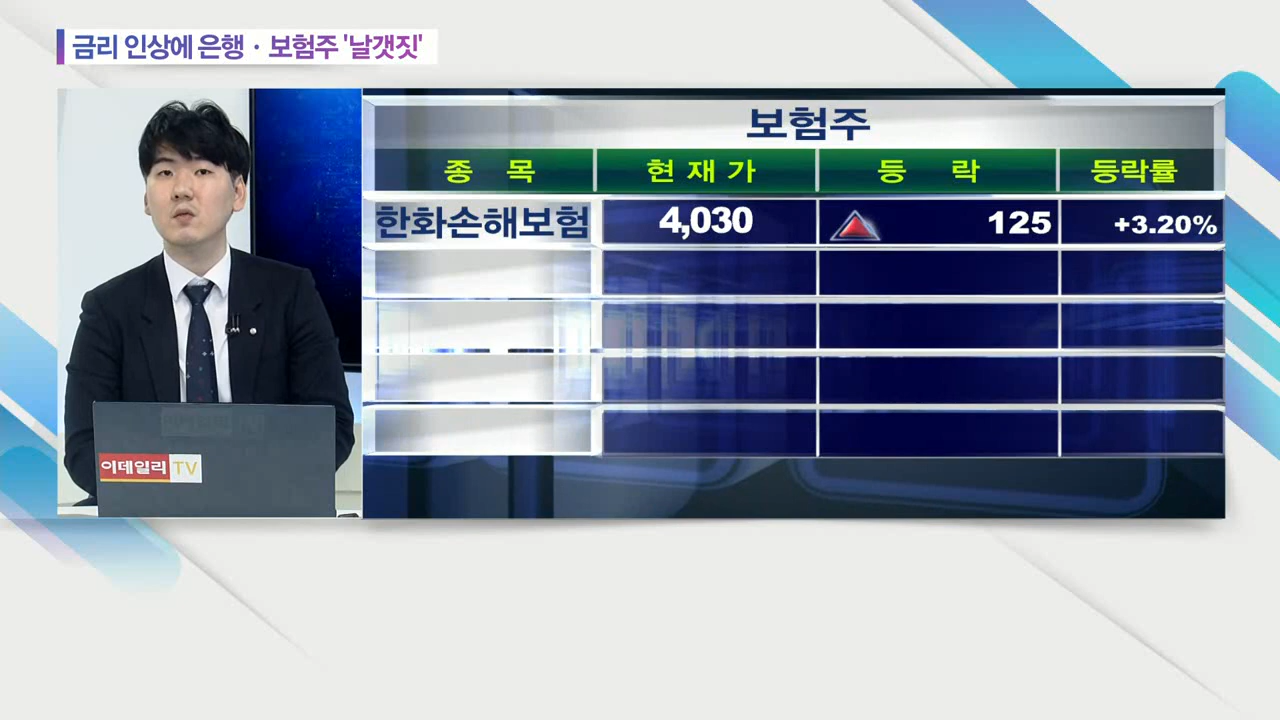 금리 인상에 은행 · 보험주 '날갯짓'
보험주
종 목 현 재 가 등 락 등락률
한화손해보험 4,030 125 +3.20%
이데일리 TV